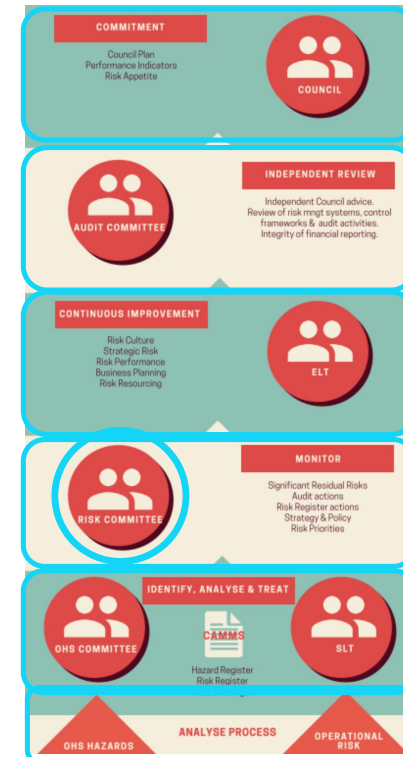 COMMITMENT
Council Plan
Performance Indicators
Risk Appetite
COUNCIL
AUDIT COMMITTEE
INDEPENDENT REVIEW
Independent Council advice.
Review of risk mngt systems, control
frameworks & audit activities.
Integrity of financial reporting.
CONTINUOUS IMPROVEMENT
Risk Culture
Strategic Risk
Risk Performance
Business Planning
Risk Resourcing
ELT
RISK COMMITTEE
MONITOR
Significant Residual Risks
Audit actions
Risk Register actions
Strategy & Policy
Risk Priorities
IDENTIFY, ANALYSE & TREAT
OHS COMMITTEE
CAMMS
SLT
Hazard Register
Risk Register
OHS HAZARDS
ANALYSE PROCESS
OPERATIONAL
RISK